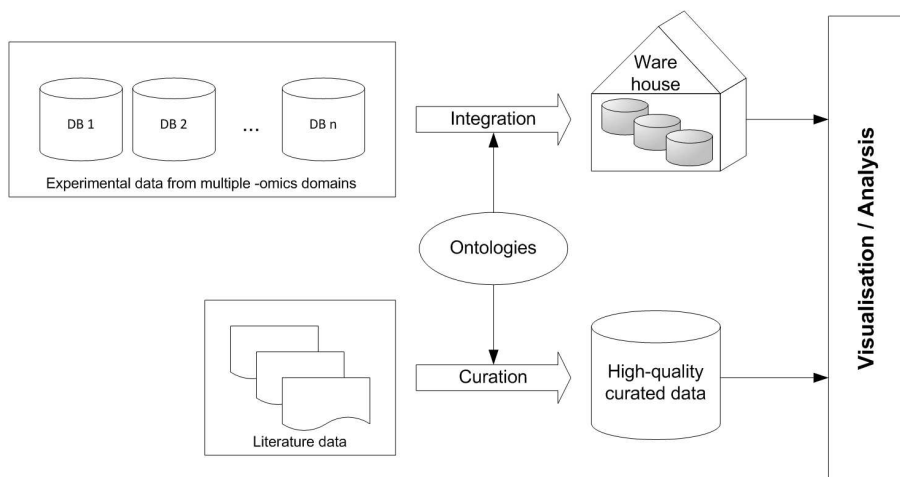 DB 1
DB 2
...
DB n
Experimental data from multiple -omics domains
Integration
Ware
house
Ontologies
Literature data
Curation
High-quality
curated data
Visualisation / Analysis